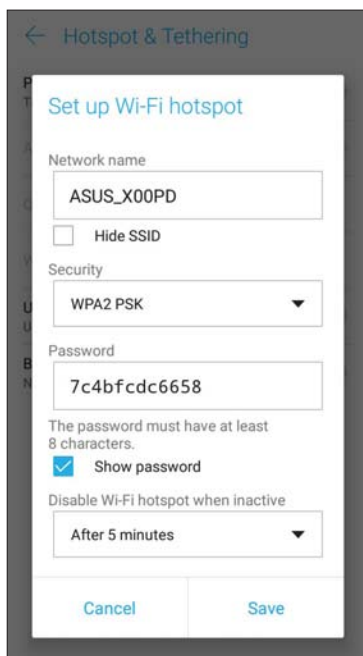 Hotspot & Tethering
P
T
A
Set up Wi-Fi hotspot
Network name
ASUS_X00PD
Hide SSID
Security
WPA2 PSK
U
U
Password
B
N
7c4bfcdc6658
The password must have at least
8 characters.
Show password
Disable Wi-Fi hotspot when inactive
After 5 minutes
Cancel
Save